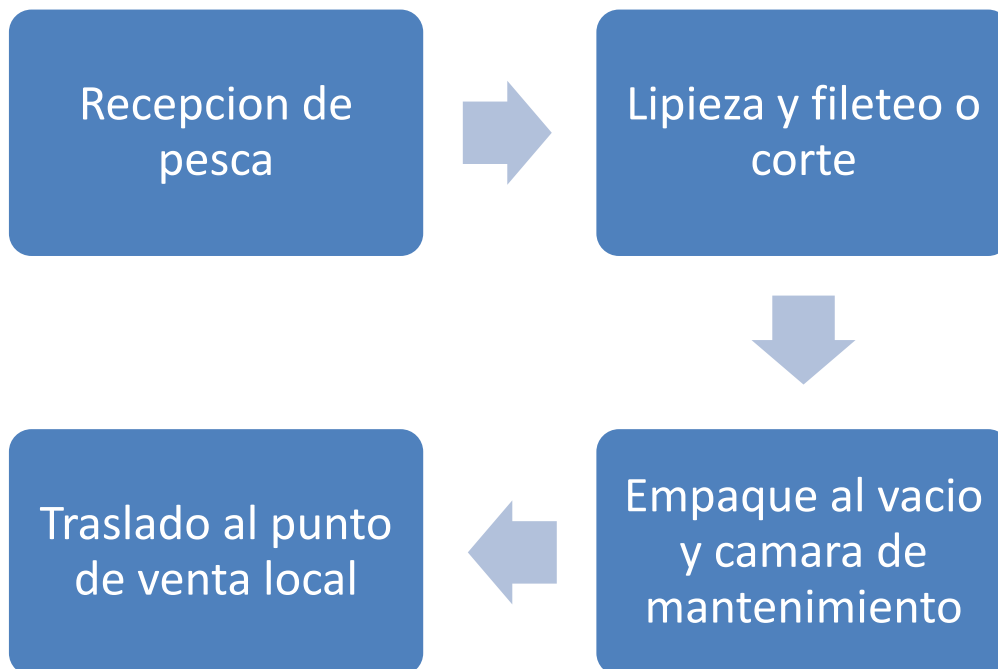 Recepcion de
pesca
Lipieza y fileteo o
corte
Empaque al vacio
y camara de
mantenimiento
Traslado al punto
de venta local